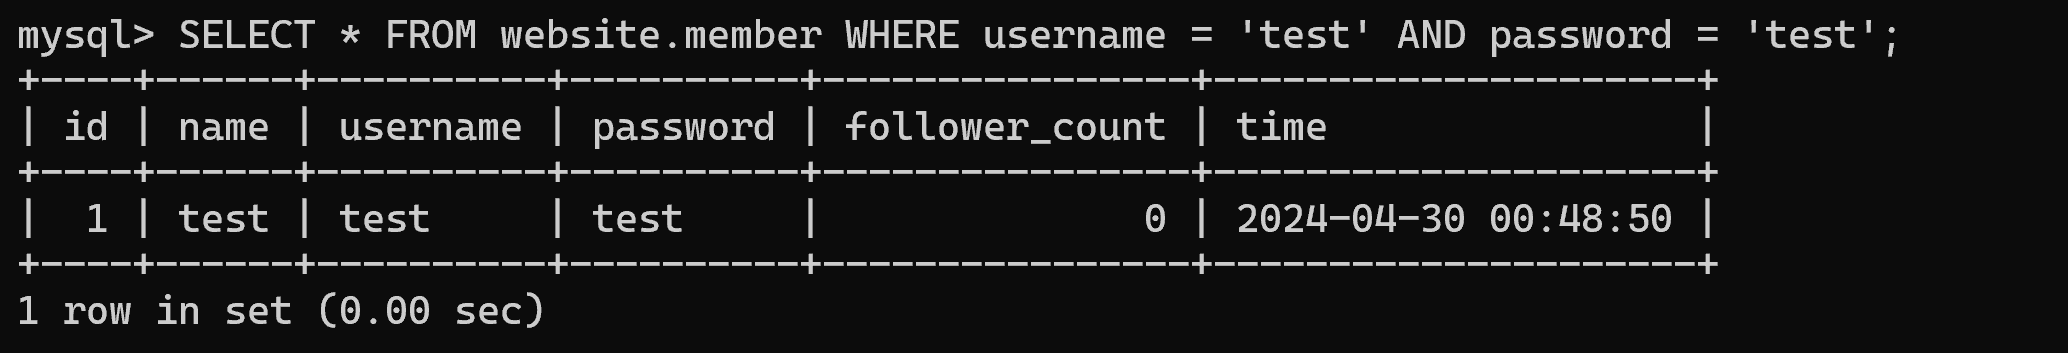 mysql> SELECT * FROM website.member WHERE username = 'test' AND password = 'test';
+----+------+----------+----------+----------------+---------------------+
| id | name | username | password | follower_count | time                |
+----+------+----------+----------+----------------+---------------------+
|  1 | test | test     | test     |              0 | 2024-04-30 00:48:50 |
+----+------+----------+----------+----------------+---------------------+
1 row in set (0.00 sec)